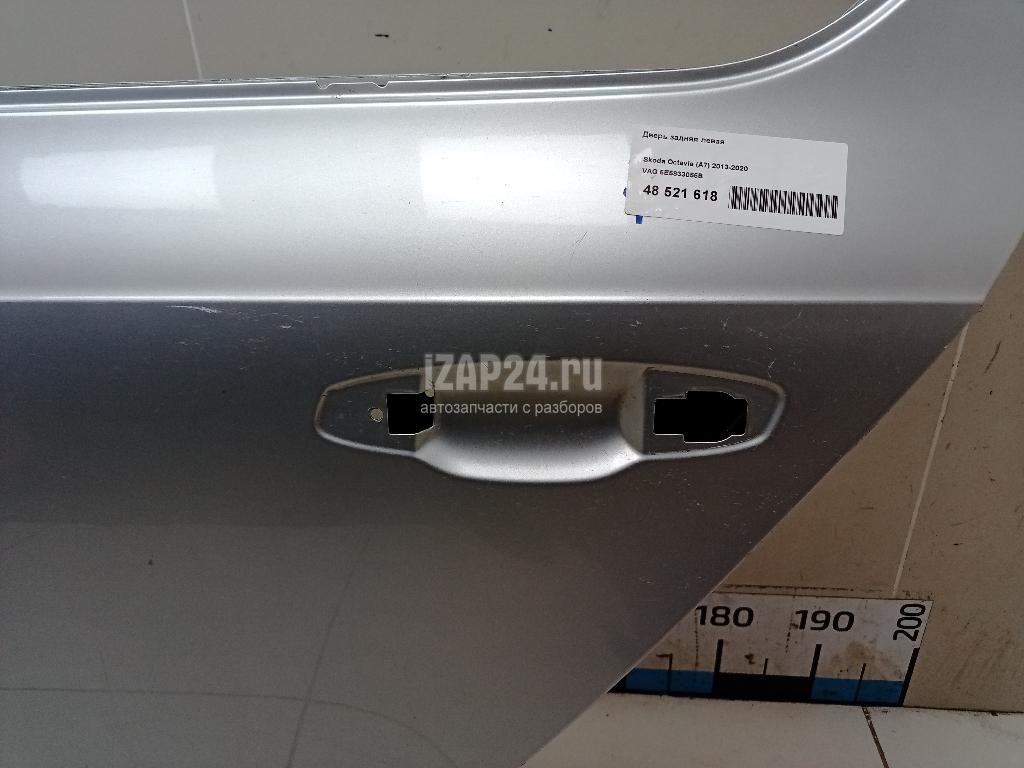 Дверь задняя левая
Skoda Octavia (A7) 2013-2020
VAG 5E5833055B
48 521 618
iZAP24.ru
автозапчасти с разборов
180 190 200